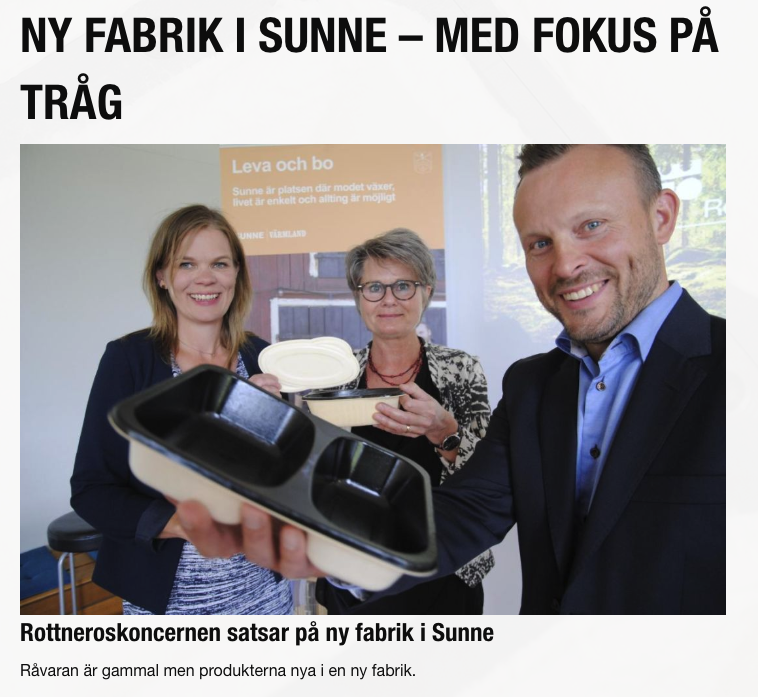 NY FABRIK I SUNNE – MED FOKUS PÅ
TRÅG
Leva och bo
Sunne är platsen där modet växer,
livet är enkelt och allting är möjligt
SUNNE VÄRMLAND
R
Rottneroskoncernen satsar på ny fabrik i Sunne
Råvaran är gammal men produkterna nya i en ny fabrik.